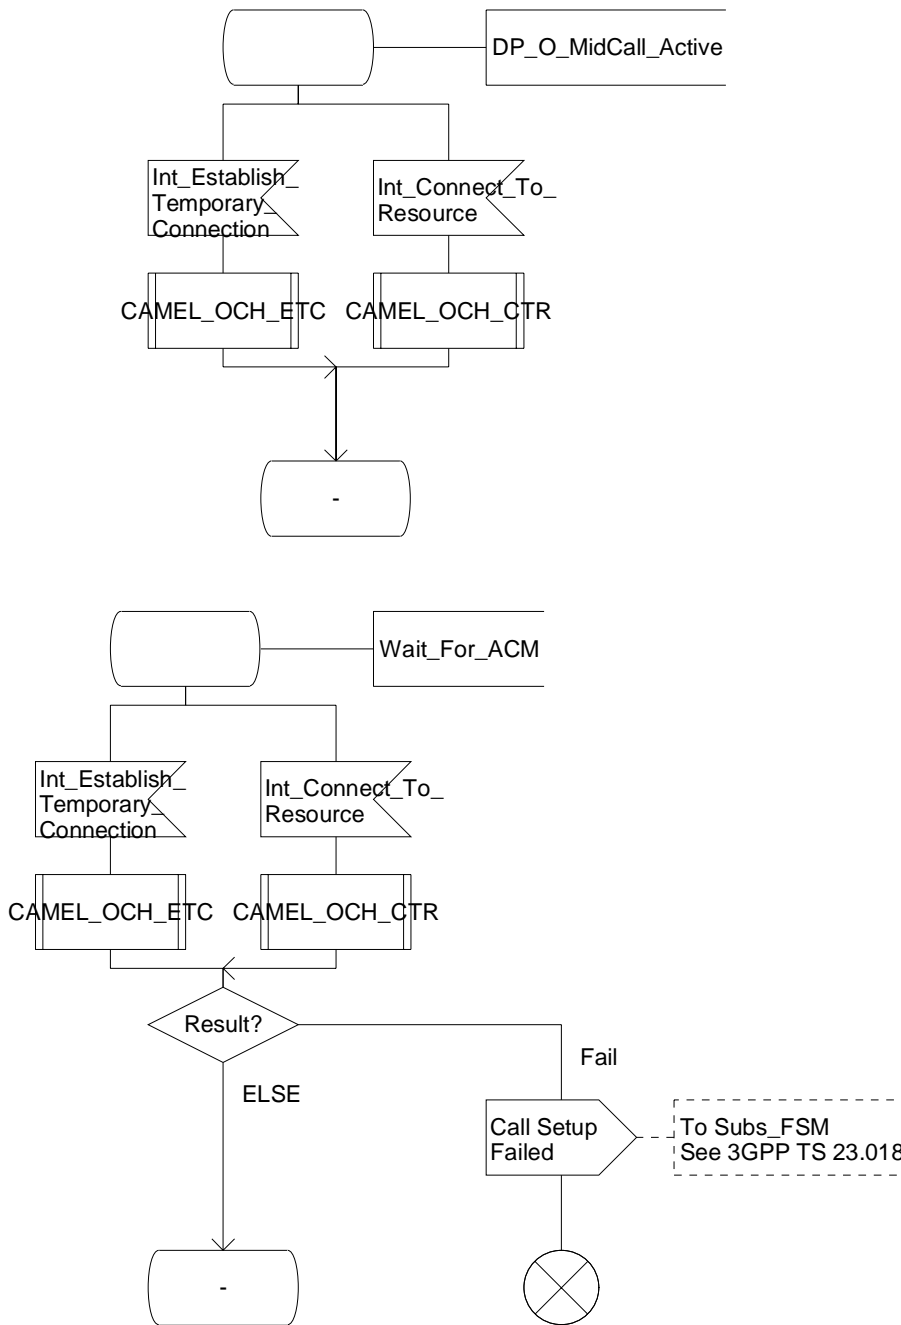 DP_O_MidCall_Active
Int_Establish_
Temporary_
Connection
Int_Connect_To_
Resource
CAMEL_OCH_ETC
CAMEL_OCH_CTR
-
Wait_For_ACM
Int_Establish_
Temporary_
Connection
Int_Connect_To_
Resource
CAMEL_OCH_ETC
CAMEL_OCH_CTR
Result?
Fail
ELSE
Call Setup
Failed
To Subs_FSM
See 3GPP TS 23.018
-